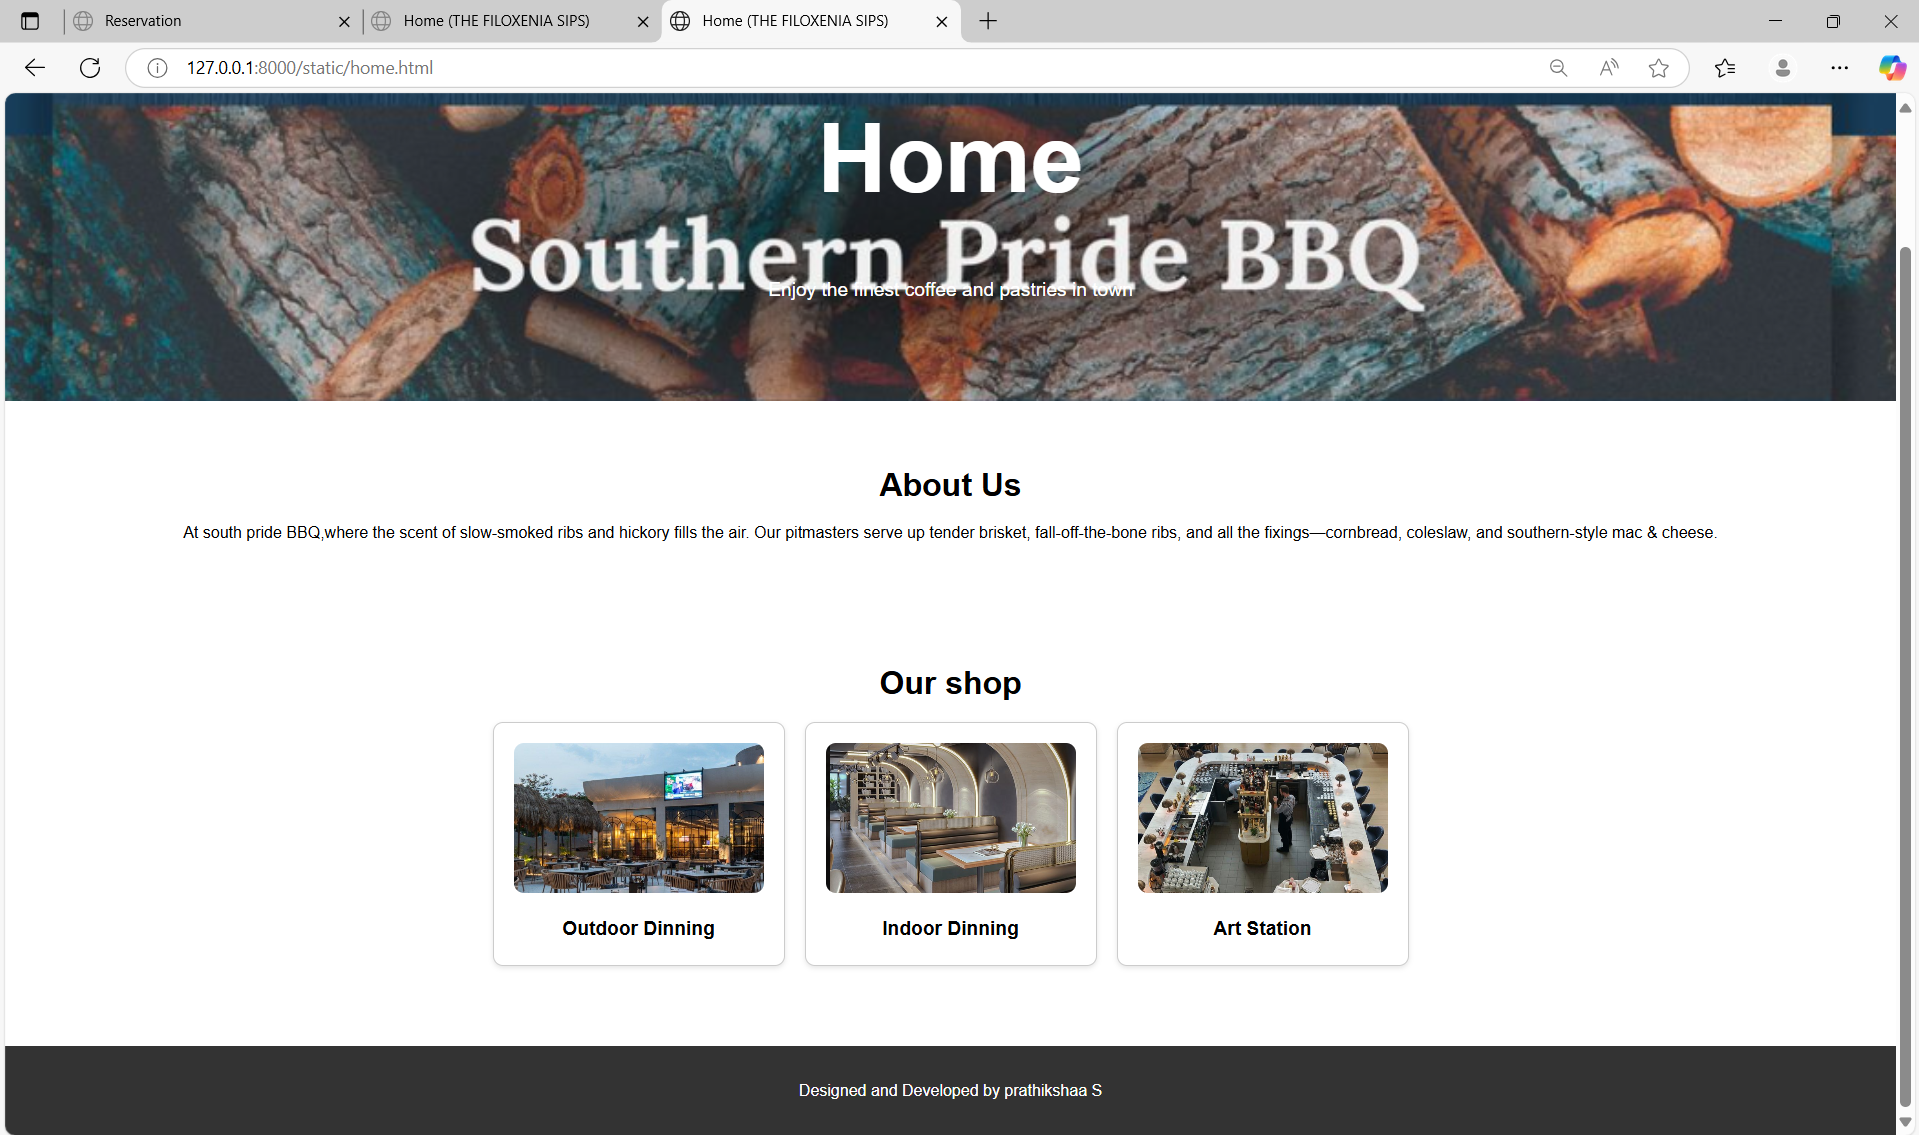 Reservation
Home (THE FILOXENIA SIPS)
Home (THE FILOXENIA SIPS)
127.0.0.1:8000/static/home.html
Home
Southern Pride BBQ
Enjoy the finest coffee and pastries in town
About Us
At south pride BBQ,where the scent of slow-smoked ribs and hickory fills the air. Our pitmasters serve up tender brisket, fall-off-the-bone ribs, and all the fixings—cornbread, coleslaw, and southern-style mac & cheese.
Our shop
Outdoor Dinning
Indoor Dinning
Art Station
Designed and Developed by prathikshaa S